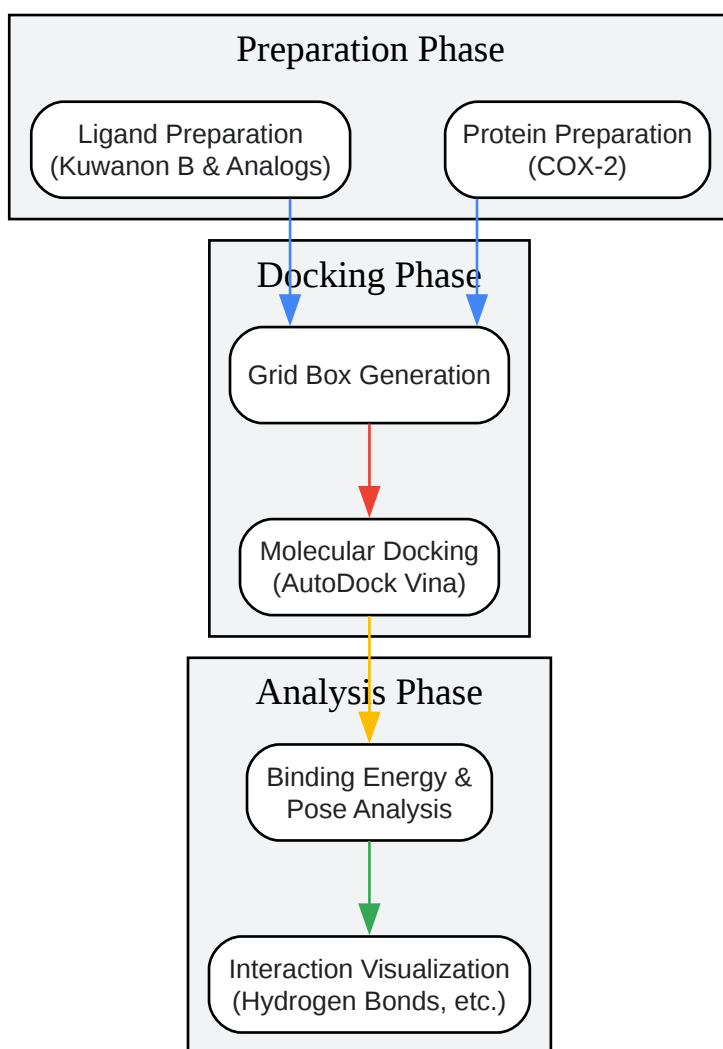 Preparation Phase
Ligand Preparation
(Kuwanon B & Analogs)
Protein Preparation
(COX-2)
Docking Phase
Grid Box Generation
Molecular Docking
(AutoDock Vina)
Analysis Phase
Binding Energy &
Pose Analysis
Interaction Visualization
(Hydrogen Bonds, etc.)